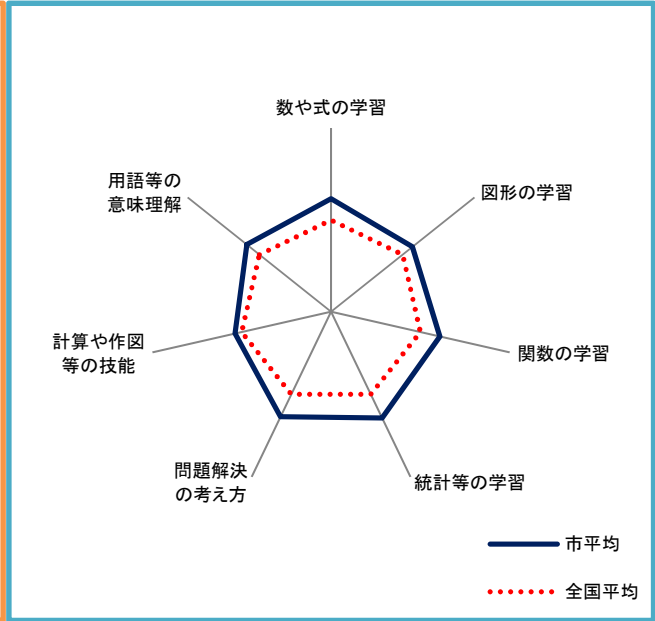 数や式の学習
図形の学習
関数の学習
統計等の学習
問題解決
の考え方
計算や作図
等の技能
用語等の
意味理解
市平均
全国平均